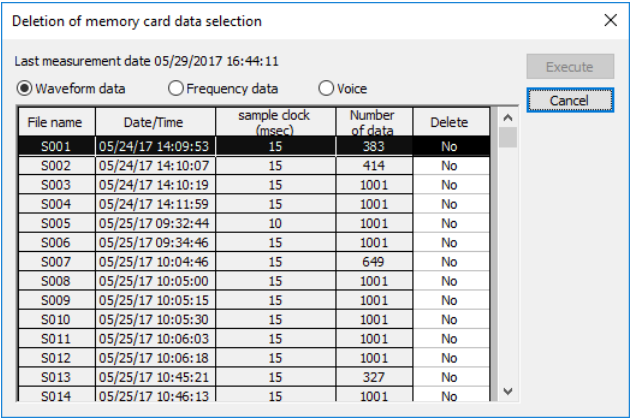 Deletion of memory card data selection
Last measurement date 05/29/2017 16:44:11
Execute
Waveform data Frequency data Voice
Cancel
File name Date/Time sample clock (msec) Number of data Delete
S001 05/24/17 14:09:53 15 383 No
S002 05/24/17 14:10:07 15 414 No
S003 05/24/17 14:10:19 15 1001 No
S004 05/24/17 14:11:59 15 1001 No
S005 05/25/17 09:32:44 10 1001 No
S006 05/25/17 09:34:46 15 1001 No
S007 05/25/17 10:04:46 15 649 No
S008 05/25/17 10:05:00 15 1001 No
S009 05/25/17 10:05:15 15 1001 No
S010 05/25/17 10:05:30 15 1001 No
S011 05/25/17 10:06:03 15 1001 No
S012 05/25/17 10:06:18 15 1001 No
S013 05/25/17 10:45:21 15 327 No
S014 05/25/17 10:46:13 15 1001 No